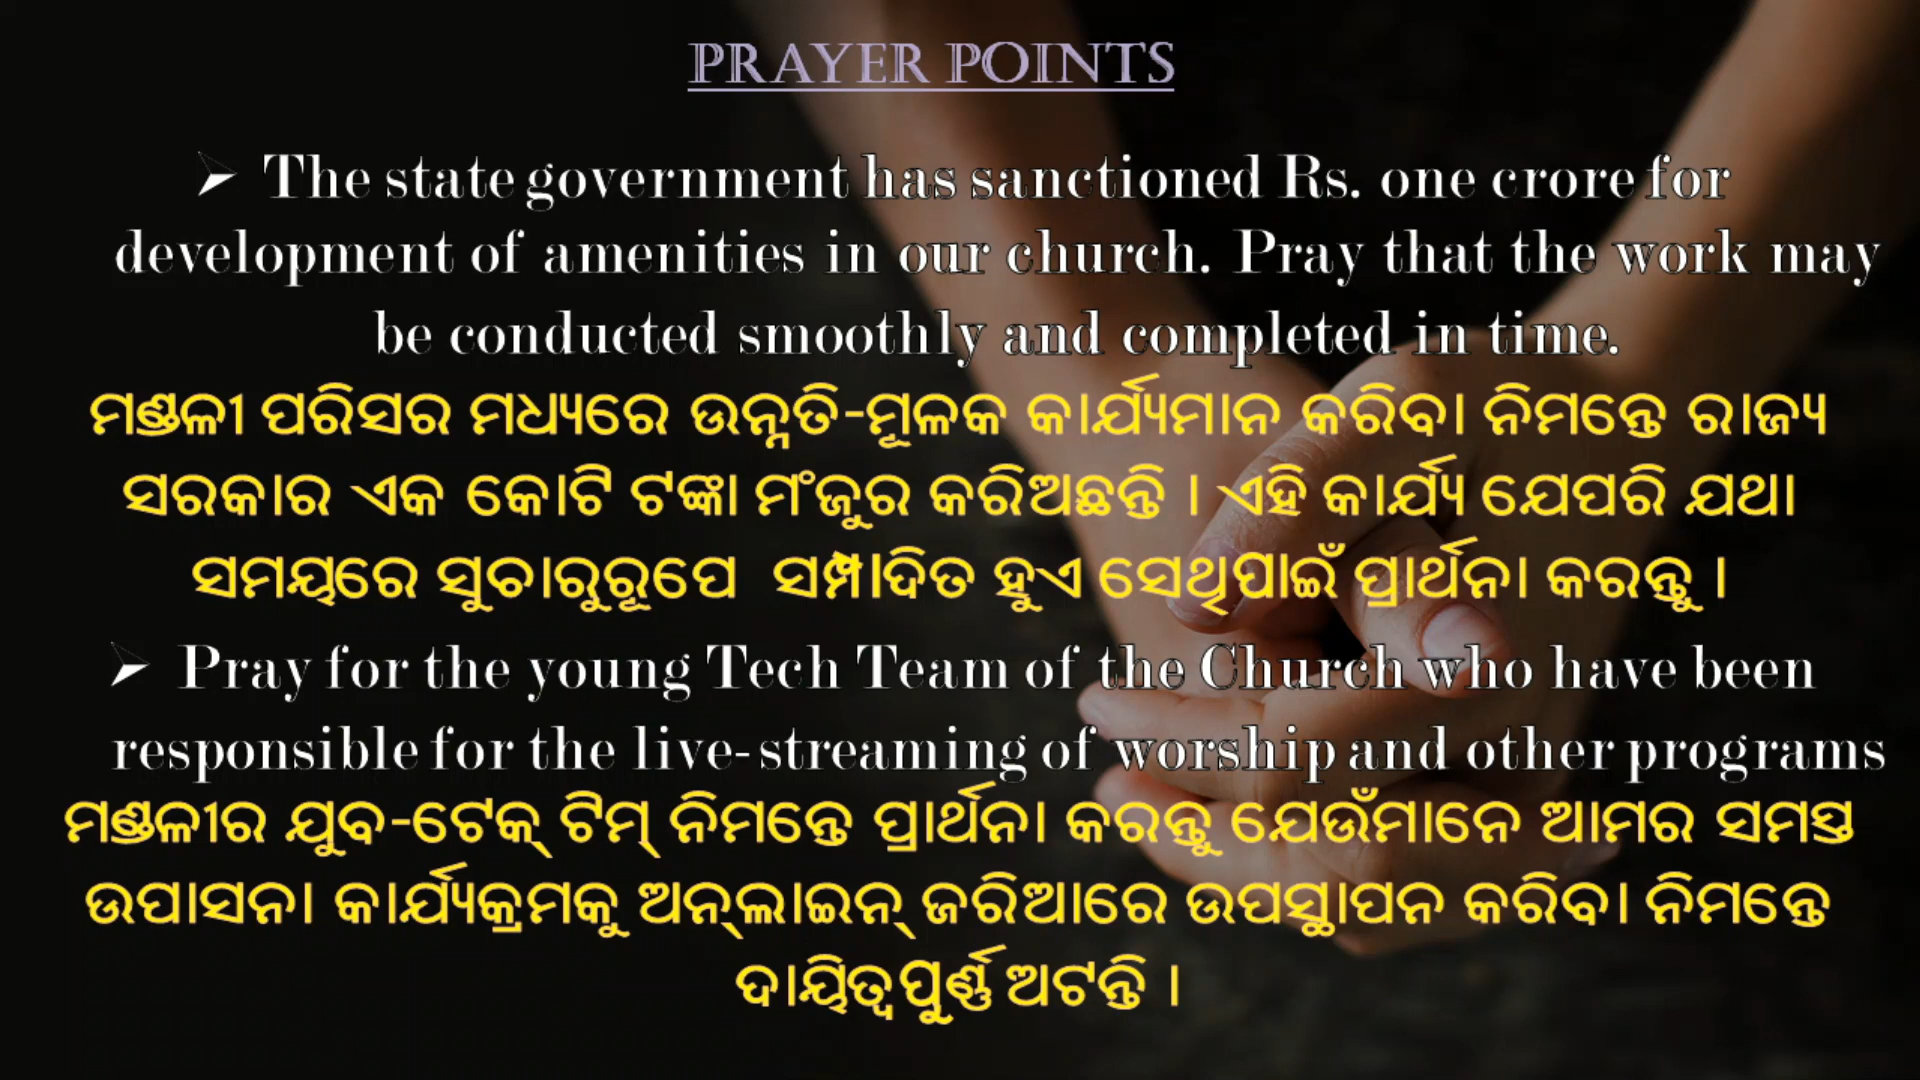 PRAYER POINTS
➢ The state government has sanctioned Rs. one crore for
development of amenities in our church. Pray that the work may
be conducted smoothly and completed in time.
ମଣ୍ଡଳୀ ପରିସର ମଧ୍ୟରେ ଉନ୍ନତି-ମୂଳକ କାର୍ଯ୍ୟମାନ କରିବା ନିମନ୍ତେ ରାଜ୍ୟ
ସରକାର ଏକ କୋଟି ଟଙ୍କା ମଂଜୁର କରିଅଛନ୍ତି । ଏହି କାର୍ଯ୍ୟ ଯେପରି ଯଥା
ସମୟରେ ସୁଚାରୁରୂପେ ସମ୍ପାଦିତ ହୁଏ ସେଥିପାଇଁ ପ୍ରାର୍ଥନା କରନ୍ତୁ ।
➢ Pray for the young Tech Team of the Church who have been
responsible for the live-streaming of worship and other programs
ମଣ୍ଡଳୀର ଯୁବ-ଟେକ୍ ଟିମ୍ ନିମନ୍ତେ ପ୍ରାର୍ଥନା କରନ୍ତୁ ଯେଉଁମାନେ ଆମର ସମସ୍ତ
ଉପାସନା କାର୍ଯ୍ୟକ୍ରମକୁ ଅନ୍‌ଲାଇନ୍ ଜରିଆରେ ଉପସ୍ଥାପନ କରିବା ନିମନ୍ତେ
ଦାୟିତ୍ୱପୁର୍ଣ୍ଣ ଅଟନ୍ତି ।